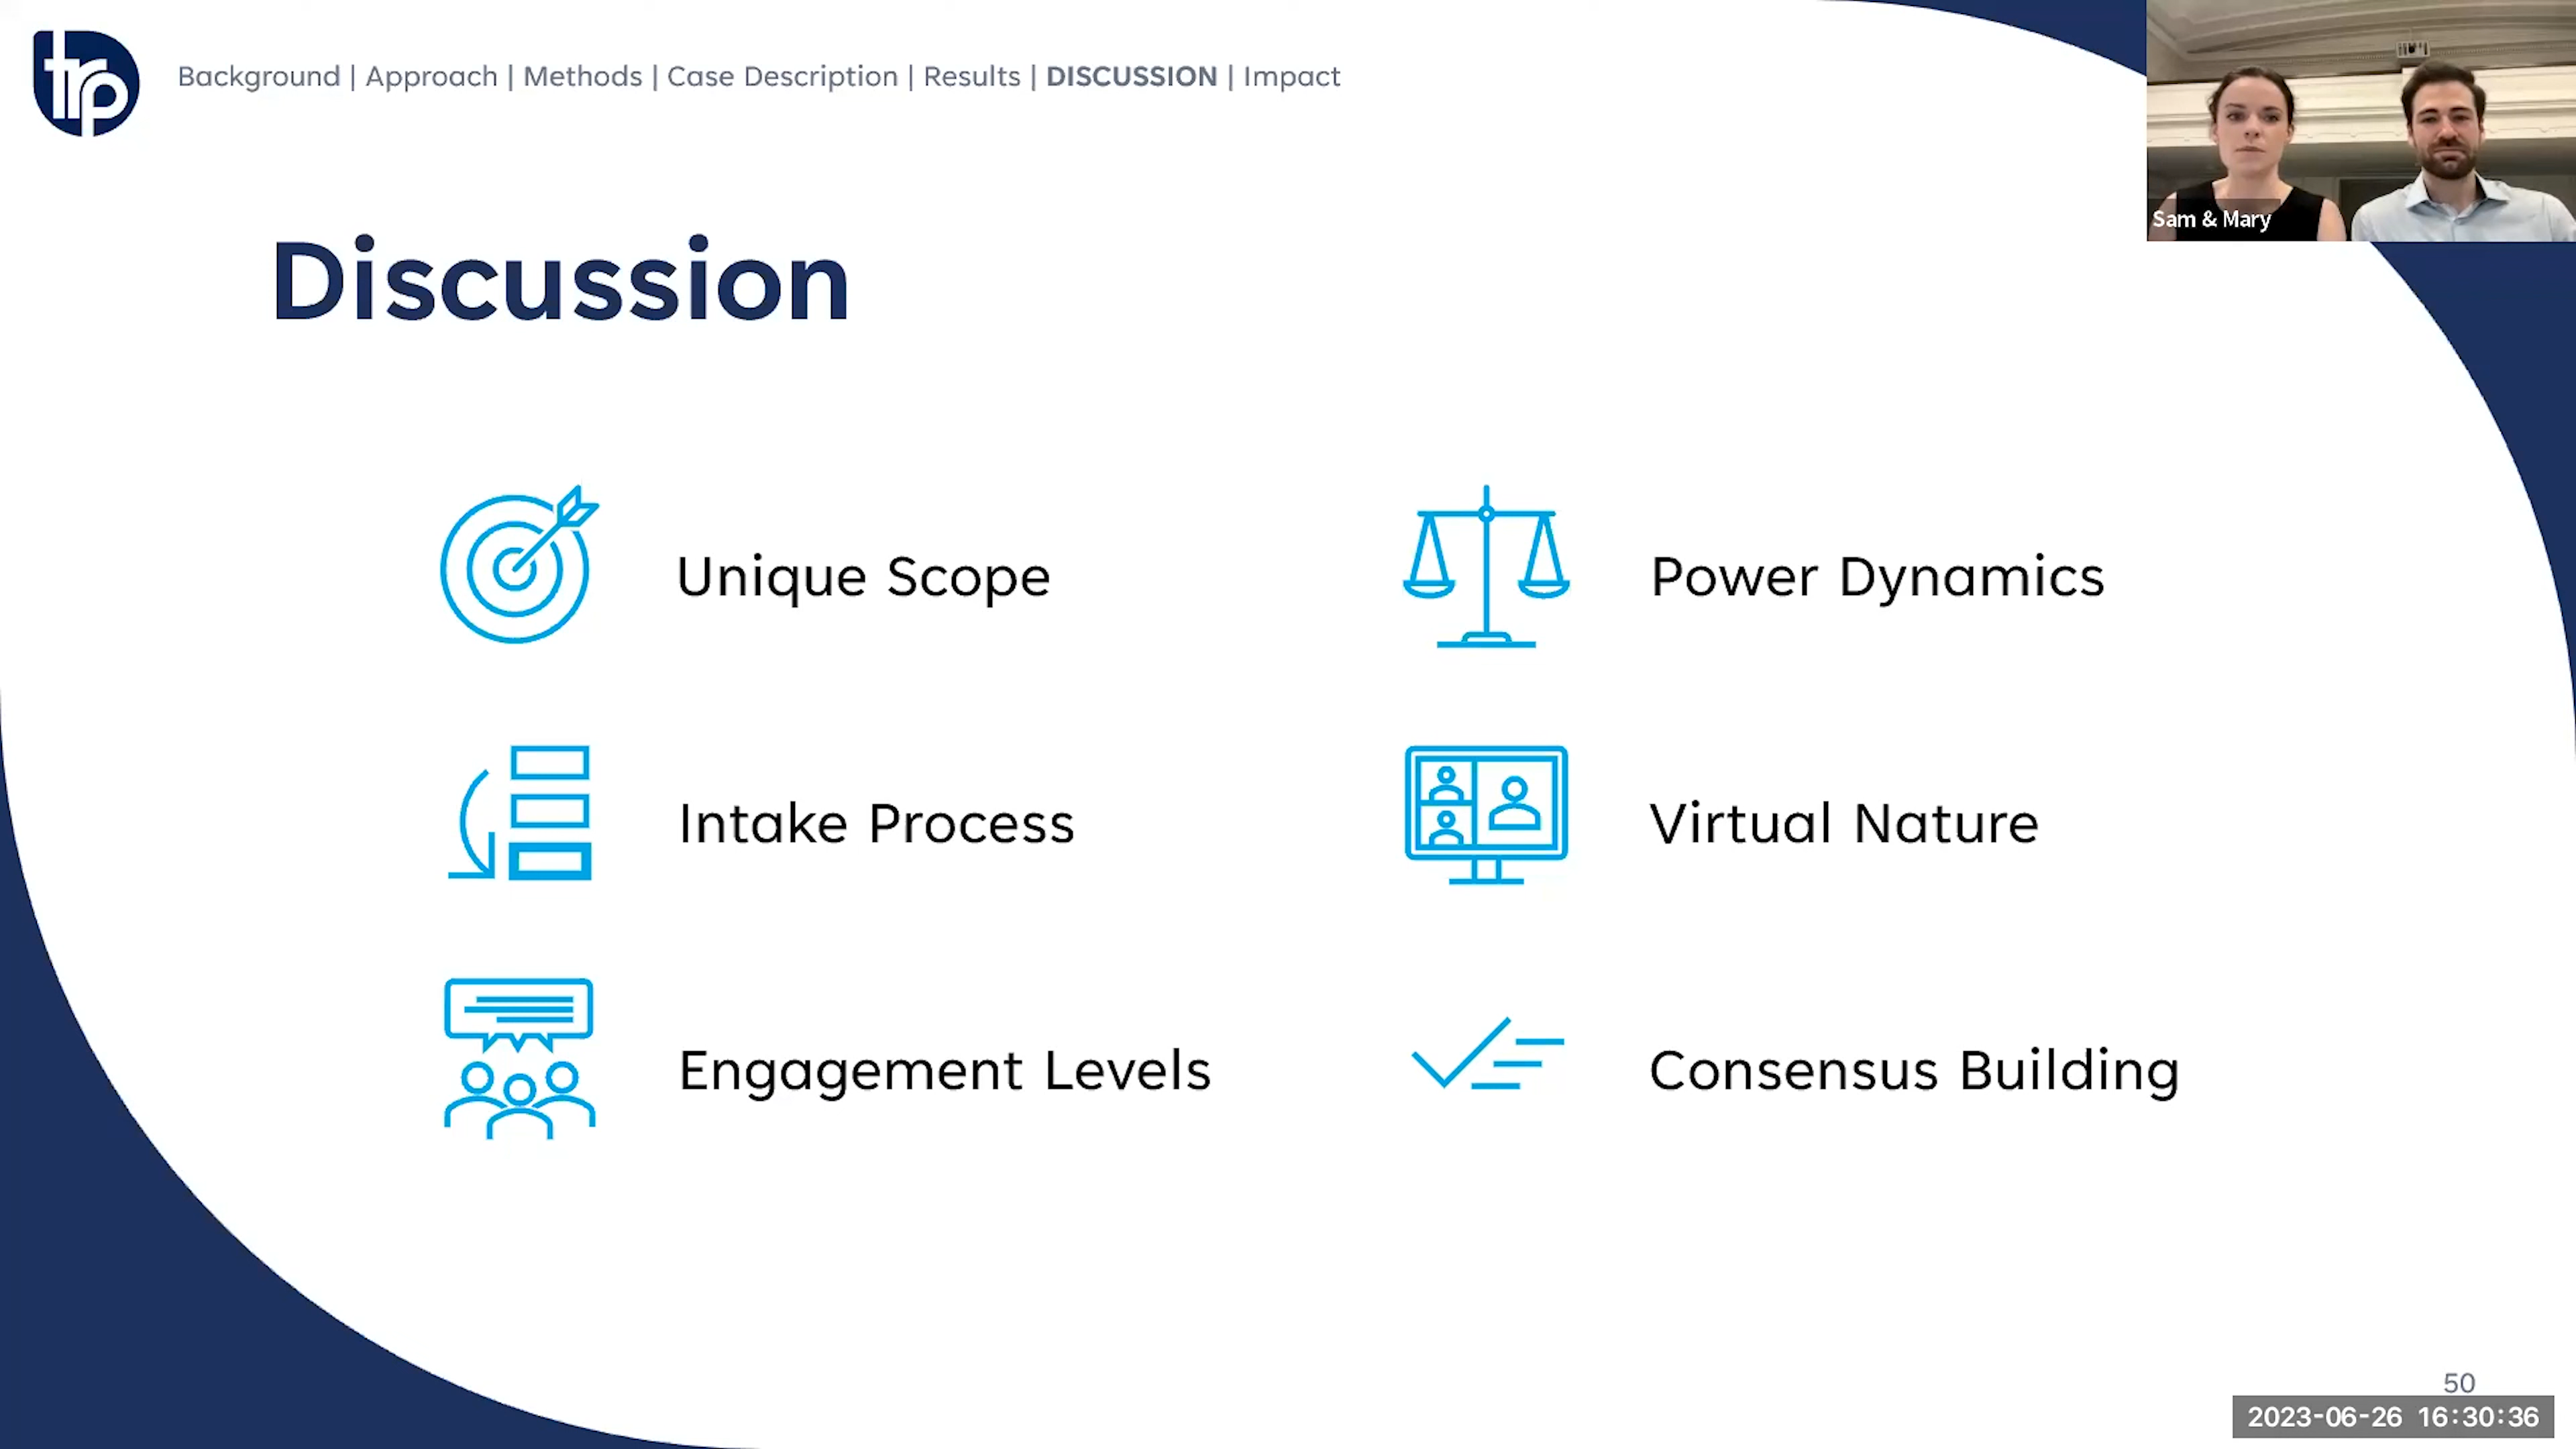 trp
Background | Approach | Methods | Case Description | Results | DISCUSSION | Impact
Sam & Mary
Discussion
Unique Scope
Power Dynamics
Intake Process
Virtual Nature
Engagement Levels
Consensus Building
50
2023-06-26 16:30:36